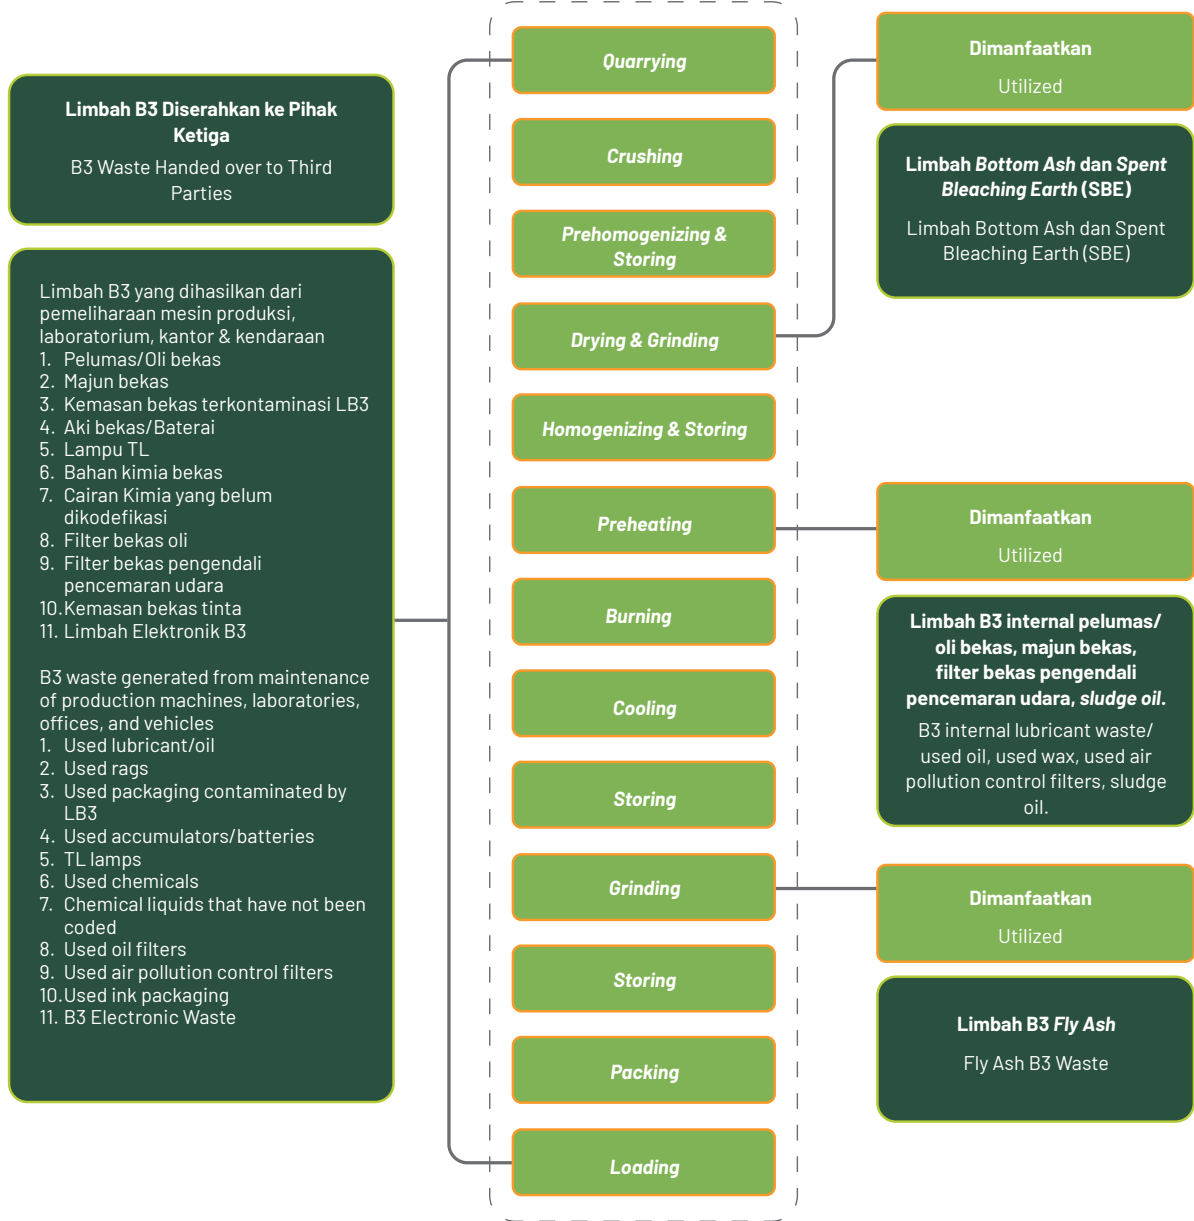 Limbah B3 Diserahkan ke Pihak
Ketiga
B3 Waste Handed over to Third
Parties
Limbah B3 yang dihasilkan dari
pemeliharaan mesin produksi,
laboratorium, kantor & kendaraan
1. Pelumas/Oli bekas
2. Majun bekas
3. Kemasan bekas terkontaminasi LB3
4. Aki bekas/Baterai
5. Lampu TL
6. Bahan kimia bekas
7. Cairan Kimia yang belum
dikodefikasi
8. Filter bekas oli
9. Filter bekas pengendali
pencemaran udara
10. Kemasan bekas tinta
11. Limbah Elektronik B3
B3 waste generated from maintenance
of production machines, laboratories,
offices, and vehicles
1. Used lubricant/oil
2. Used rags
3. Used packaging contaminated by
LB3
4. Used accumulators/batteries
5. TL lamps
6. Used chemicals
7. Chemical liquids that have not been
coded
8. Used oil filters
9. Used air pollution control filters
10. Used ink packaging
11. B3 Electronic Waste
Quarrying
Crushing
Prehomogenizing &
Storing
Drying & Grinding
Homogenizing & Storing
Preheating
Burning
Cooling
Storing
Grinding
Storing
Packing
Loading
Dimanfaatkan
Utilized
Limbah Bottom Ash dan Spent
Bleaching Earth (SBE)
Limbah Bottom Ash dan Spent
Bleaching Earth (SBE)
Dimanfaatkan
Utilized
Limbah B3 internal pelumas/
oli bekas, majun bekas,
filter bekas pengendali
pencemaran udara, sludge oil.
B3 internal lubricant waste/
used oil, used wax, used air
pollution control filters, sludge
oil.
Dimanfaatkan
Utilized
Limbah B3 Fly Ash
Fly Ash B3 Waste